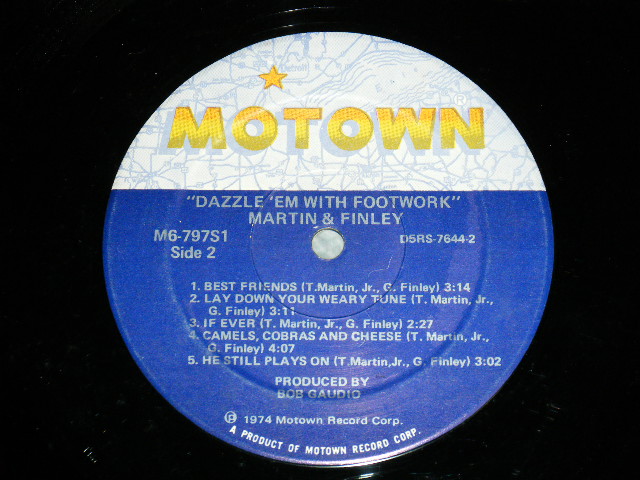 Detroit
MOTOWN®
"DAZZLE 'EM WITH FOOTWORK"
MARTIN & FINLEY
M6-797S1
Side 2
D5RS-7644-2
1. BEST FRIENDS (T.Martin, Jr., G. Finley) 3:14
2. LAY DOWN YOUR WEARY TUNE (T. Martin, Jr.,
G. Finley) 3:11
3. IF EVER (T. Martin, Jr., G. Finley) 2:27
4. CAMELS, COBRAS AND CHEESE (T. Martin, Jr.,
G. Finley) 4:07
5. HE STILL PLAYS ON (T.Martin,Jr., G. Finley) 3:02
PRODUCED BY
BOB GAUDIO
℗ 1974 Motown Record Corp.
A PRODUCT OF MOTOWN RECORD CORP.